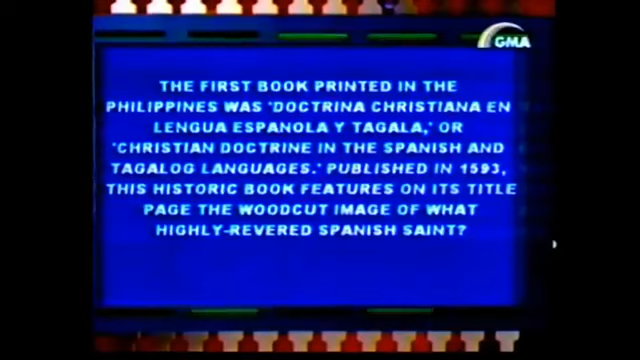 GMA
THE FIRST BOOK PRINTED IN THE
PHILIPPINES WAS 'DOCTRINA CHRISTIANA EN
LENGUA ESPANOLA Y TAGALA,' OR
'CHRISTIAN DOCTRINE IN THE SPANISH AND
TAGALOG LANGUAGES.' PUBLISHED IN 1593,
THIS HISTORIC BOOK FEATURES ON ITS TITLE
PAGE THE WOODCUT IMAGE OF WHAT
HIGHLY-REVERED SPANISH SAINT?